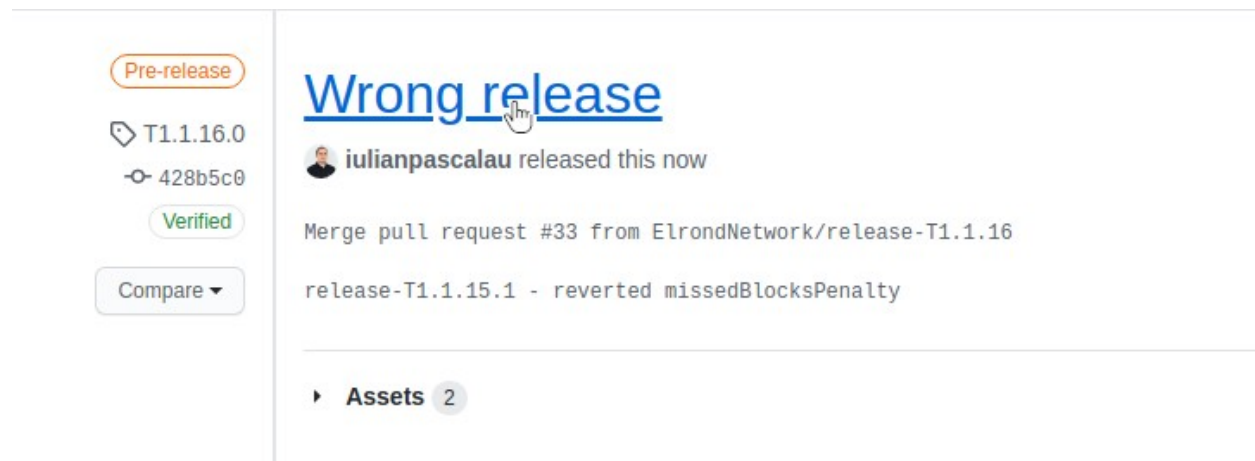 Pre-release
T1.1.16.0
428b5c0
Verified
Compare
Wrong release
iulianpascalau released this now
Merge pull request #33 from ElrondNetwork/release-T1.1.16
release-T1.1.15.1 - reverted missedBlocksPenalty
Assets 2